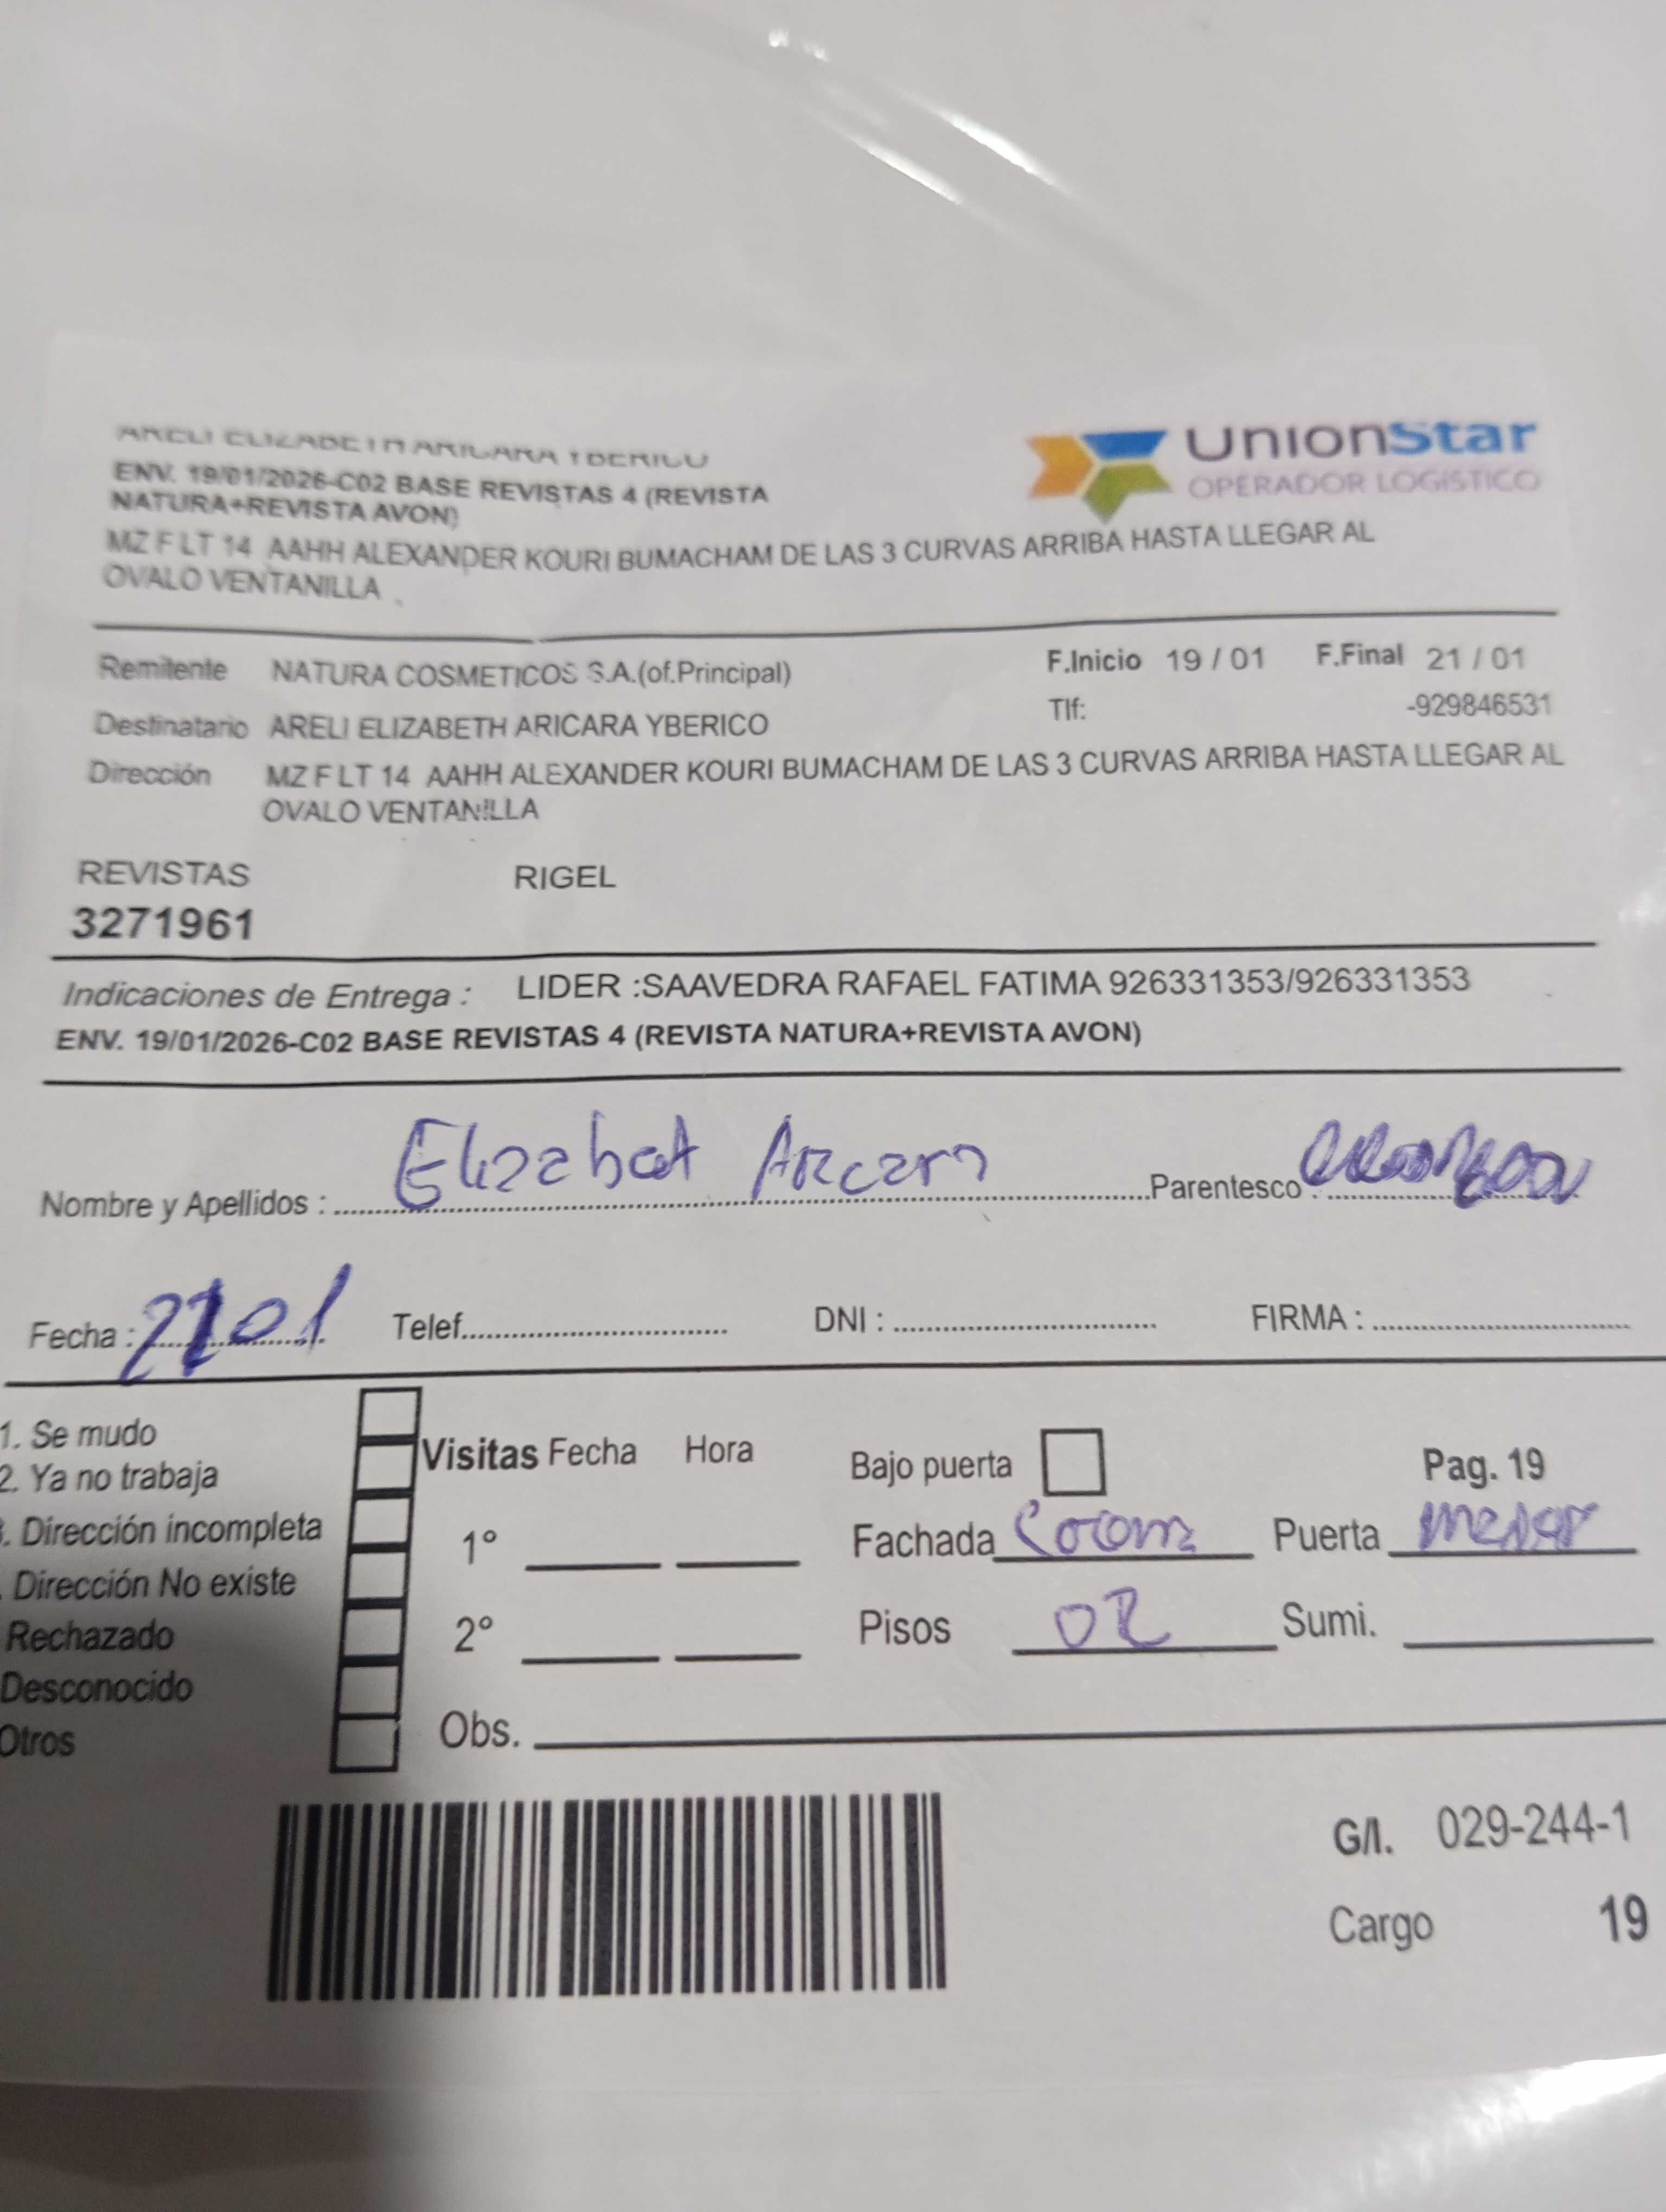 ARELI ELIZABETH ARICARA YBERICO
UnionStar
OPERADOR LOGÍSTICO
ENV. 19/01/2026-C02 BASE REVISTAS 4 (REVISTA
NATURA+REVISTA AVON)
MZ F LT 14 AAHH ALEXANDER KOURI BUMACHAM DE LAS 3 CURVAS ARRIBA HASTA LLEGAR AL
OVALO VENTANILLA
Remitente NATURA COSMETICOS S.A.(of.Principal) F.Inicio 19 / 01 F.Final 21 / 01
Destinatario ARELI ELIZABETH ARICARA YBERICO Tlf: -929846531
Dirección MZ F LT 14 AAHH ALEXANDER KOURI BUMACHAM DE LAS 3 CURVAS ARRIBA HASTA LLEGAR AL
OVALO VENTANILLA
REVISTAS RIGEL
3271961
Indicaciones de Entrega : LIDER :SAAVEDRA RAFAEL FATIMA 926331353/926331353
ENV. 19/01/2026-C02 BASE REVISTAS 4 (REVISTA NATURA+REVISTA AVON)
Nombre y Apellidos : Elizabet Parentesco :
Fecha : Telef. DNI : FIRMA :
1. Se mudo
2. Ya no trabaja
. Dirección incompleta
. Dirección No existe
Rechazado
Desconocido
Otros
Visitas Fecha Hora
1°
2°
Obs.
Bajo puerta Pag. 19
Fachada Puerta
Pisos 02 Sumi.
G/I. 029-244-1
Cargo 19